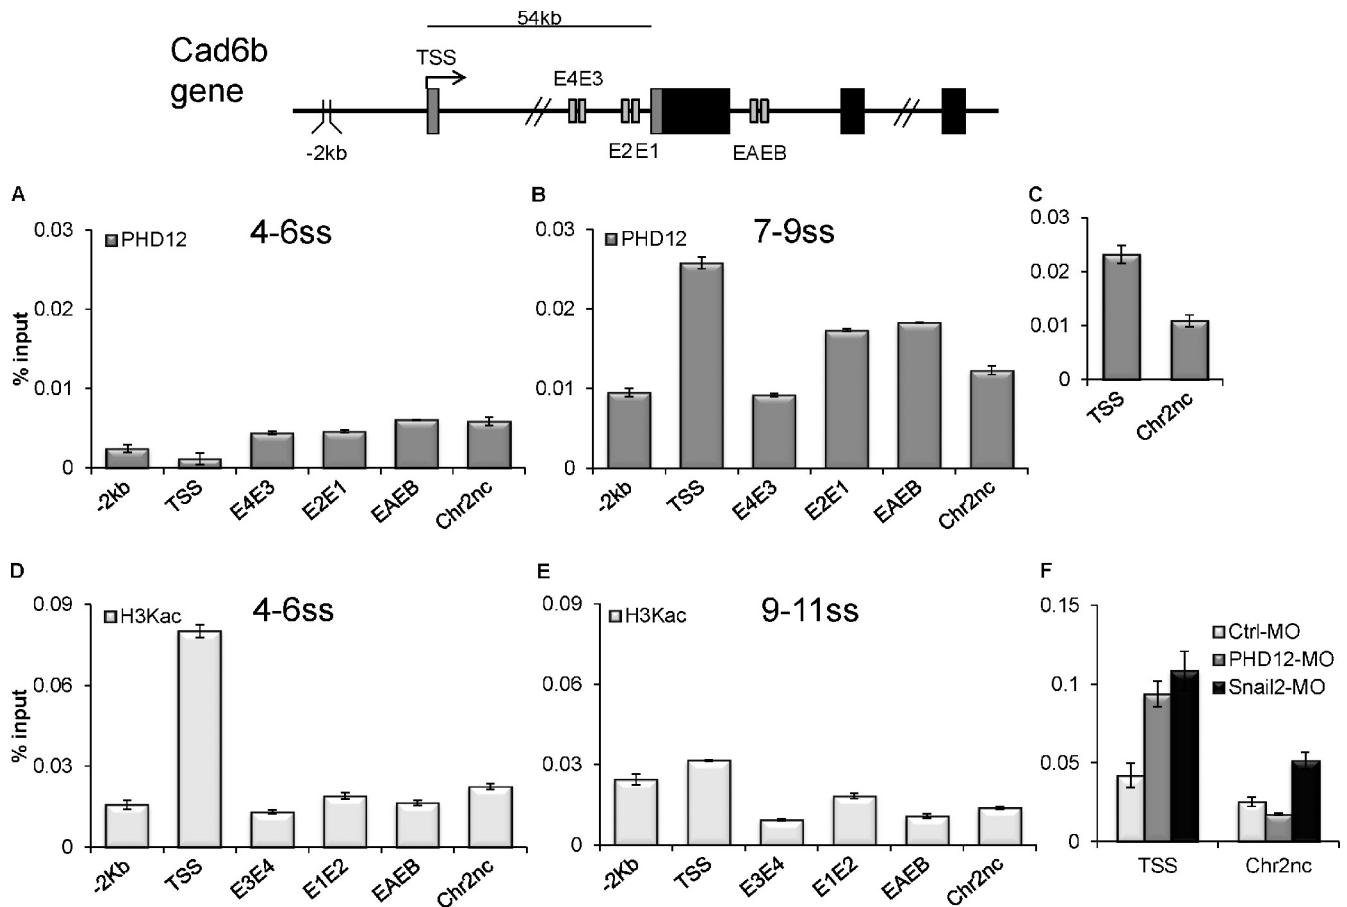 54kb
Cad6b
gene
TSS
E4E3
-2kb
E2E1
EAEB
A
PHD12
4-6ss
0.03
0.02
0.01
0
% input
-2kb
TSS
E4E3
E2E1
EAEB
Chr2nc
B
PHD12
7-9ss
0.03
0.02
0.01
0
-2kb
TSS
E4E3
E2E1
EAEB
Chr2nc
C
0.03
0.02
0.01
0
TSS
Chr2nc
D
H3Kac
4-6ss
0.09
0.06
0.03
0
% input
-2Kb
TSS
E3E4
E1E2
EAEB
Chr2nc
E
H3Kac
9-11ss
0.09
0.06
0.03
0
-2Kb
TSS
E3E4
E1E2
EAEB
Chr2nc
F
0.15
0.1
0.05
0
Ctrl-MO
PHD12-MO
Snail2-MO
TSS
Chr2nc